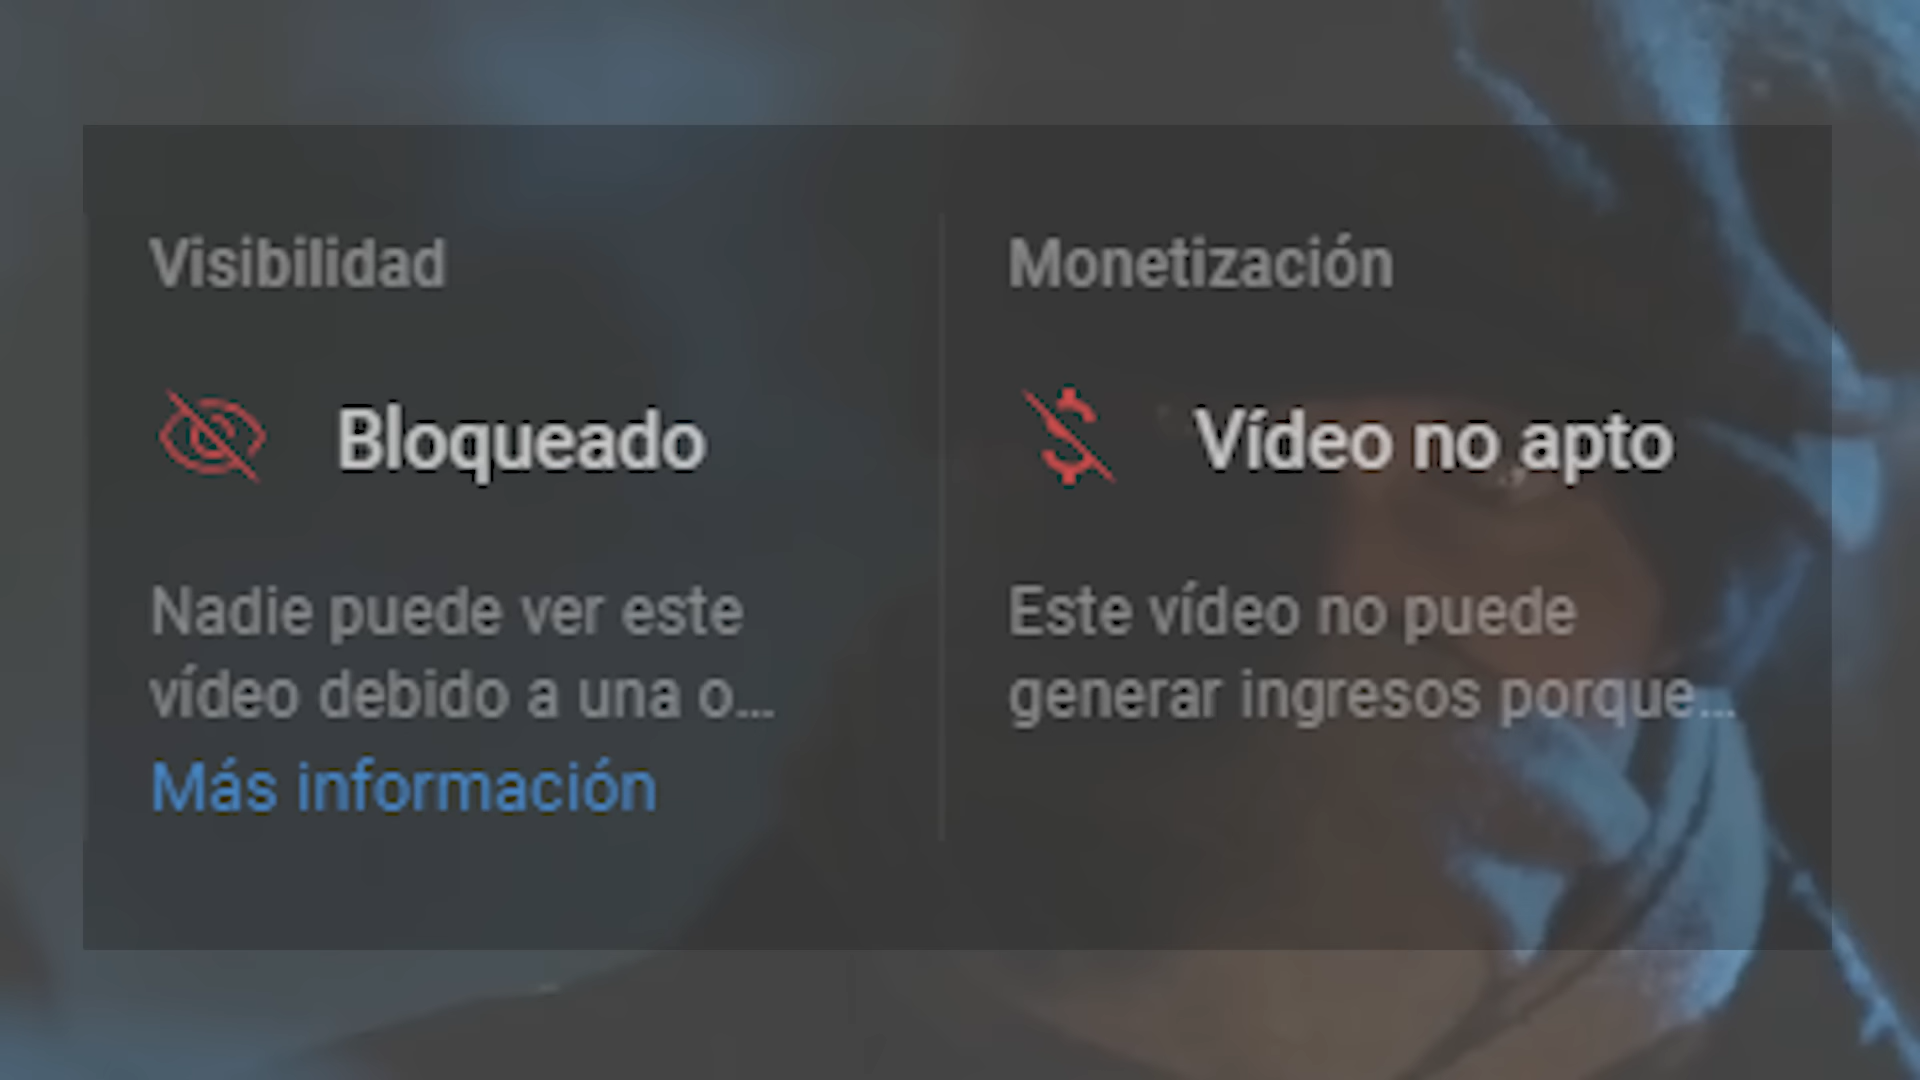 Visibilidad
Bloqueado
Nadie puede ver este
vídeo debido a una o...
Más información
Monetización
Vídeo no apto
Este vídeo no puede
generar ingresos porque...